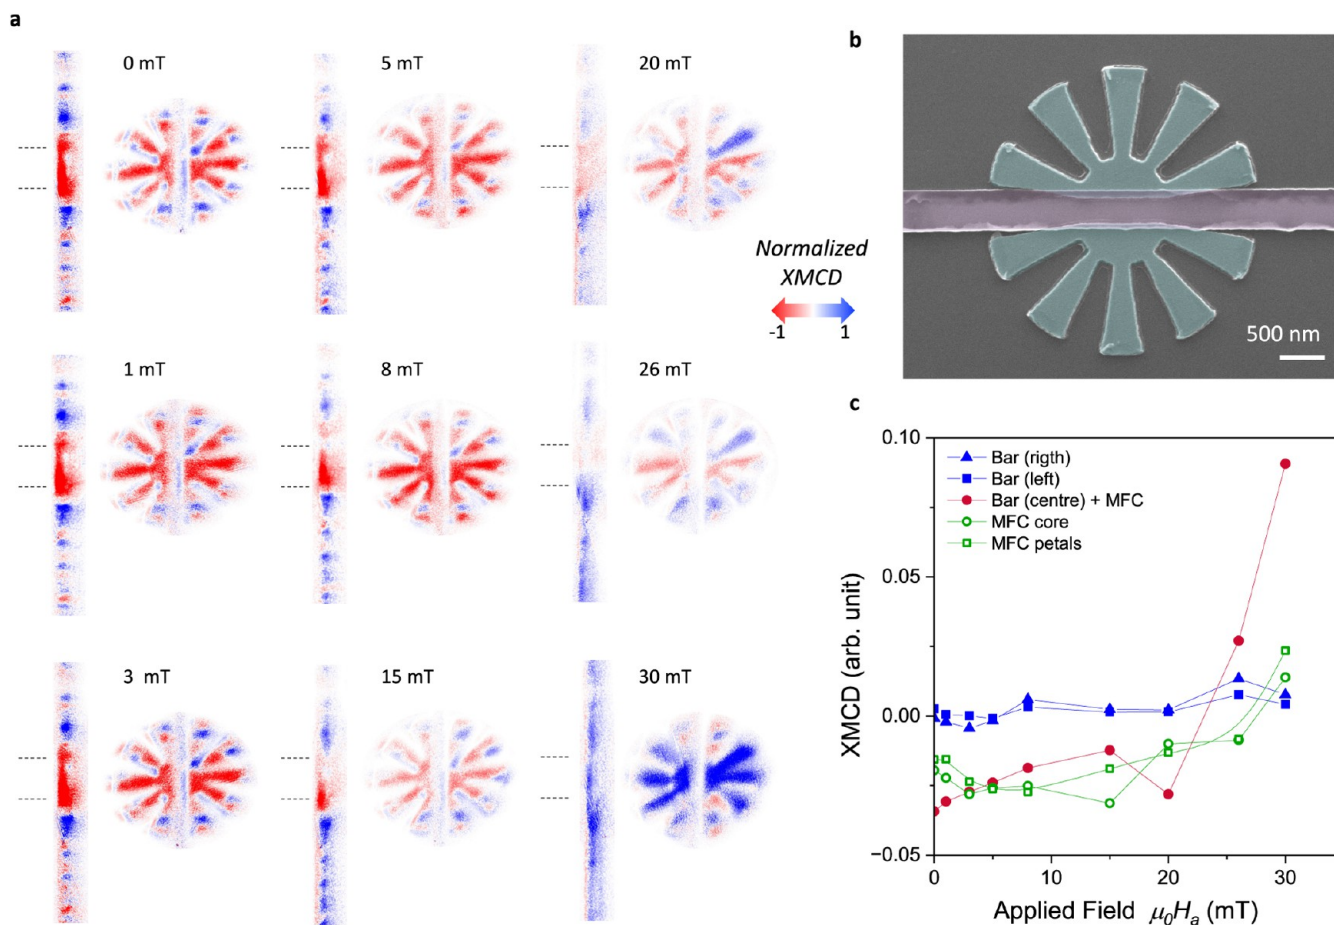 a
0 mT
5 mT
20 mT
Normalized
XMCD
-1
1
1 mT
8 mT
26 mT
3 mT
15 mT
30 mT
b
500 nm
c
0.10
0.05
0.00
−0.05
XMCD (arb. unit)
Bar (rigth)
Bar (left)
Bar (centre) + MFC
MFC core
MFC petals
0
10
20
30
Applied Field μ₀Hₐ (mT)